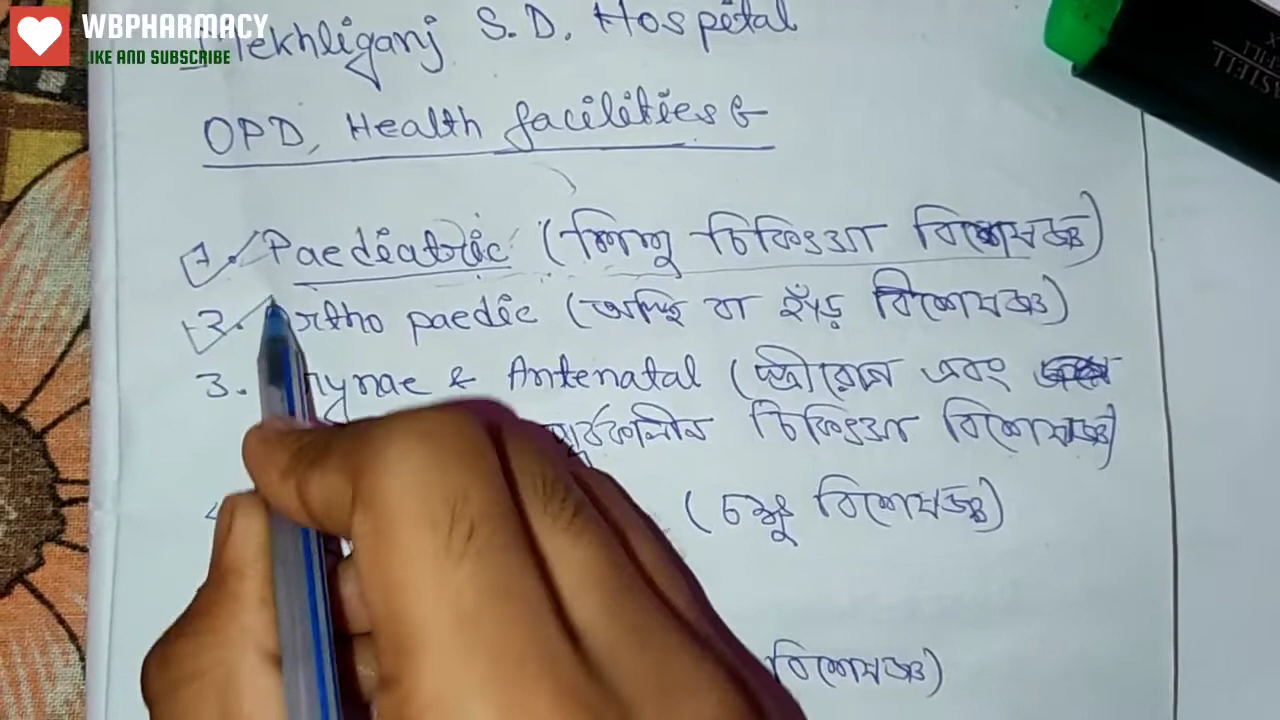 WBPHARMACY
LIKE AND SUBSCRIBE
Mekhliganj S.D. Hospital
OPD, Health facilities
1. Paediatric (শিশু চিকিৎসা বিশেষজ্ঞ)
2. Ortho paedic (অস্থি বা হাঁড় বিশেষজ্ঞ)
3. Antenatal (স্ত্রীরোগ এবং
চিকিৎসা বিশেষজ্ঞ)
(চক্ষু বিশেষজ্ঞ)
বিশেষজ্ঞ)